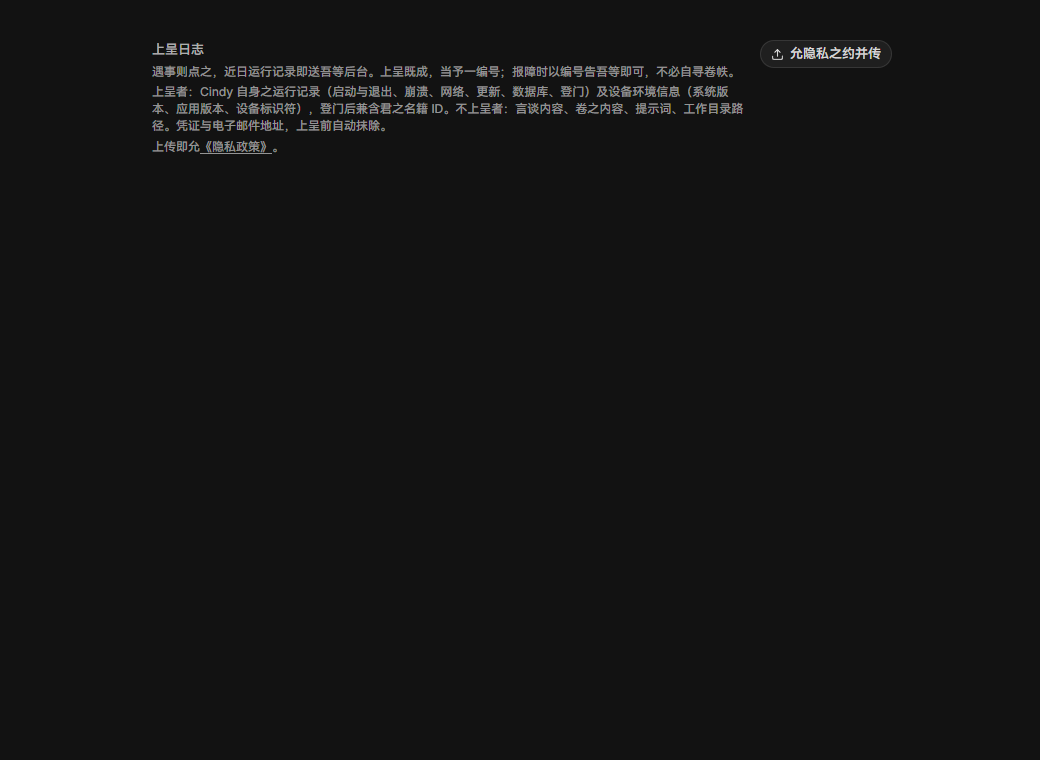 上呈日志
允隐私之约并传
遇事则点之，近日运行记录即送吾等后台。上呈既成，当予一编号；报障时以编号告吾等即可，不必自寻卷帙。
上呈者：Cindy 自身之运行记录（启动与退出、崩溃、网络、更新、数据库、登门）及设备环境信息（系统版
本、应用版本、设备标识符），登门后兼含君之名籍 ID。不上呈者：言谈内容、卷之内容、提示词、工作目录路
径。凭证与电子邮件地址，上呈前自动抹除。
上传即允《隐私政策》。